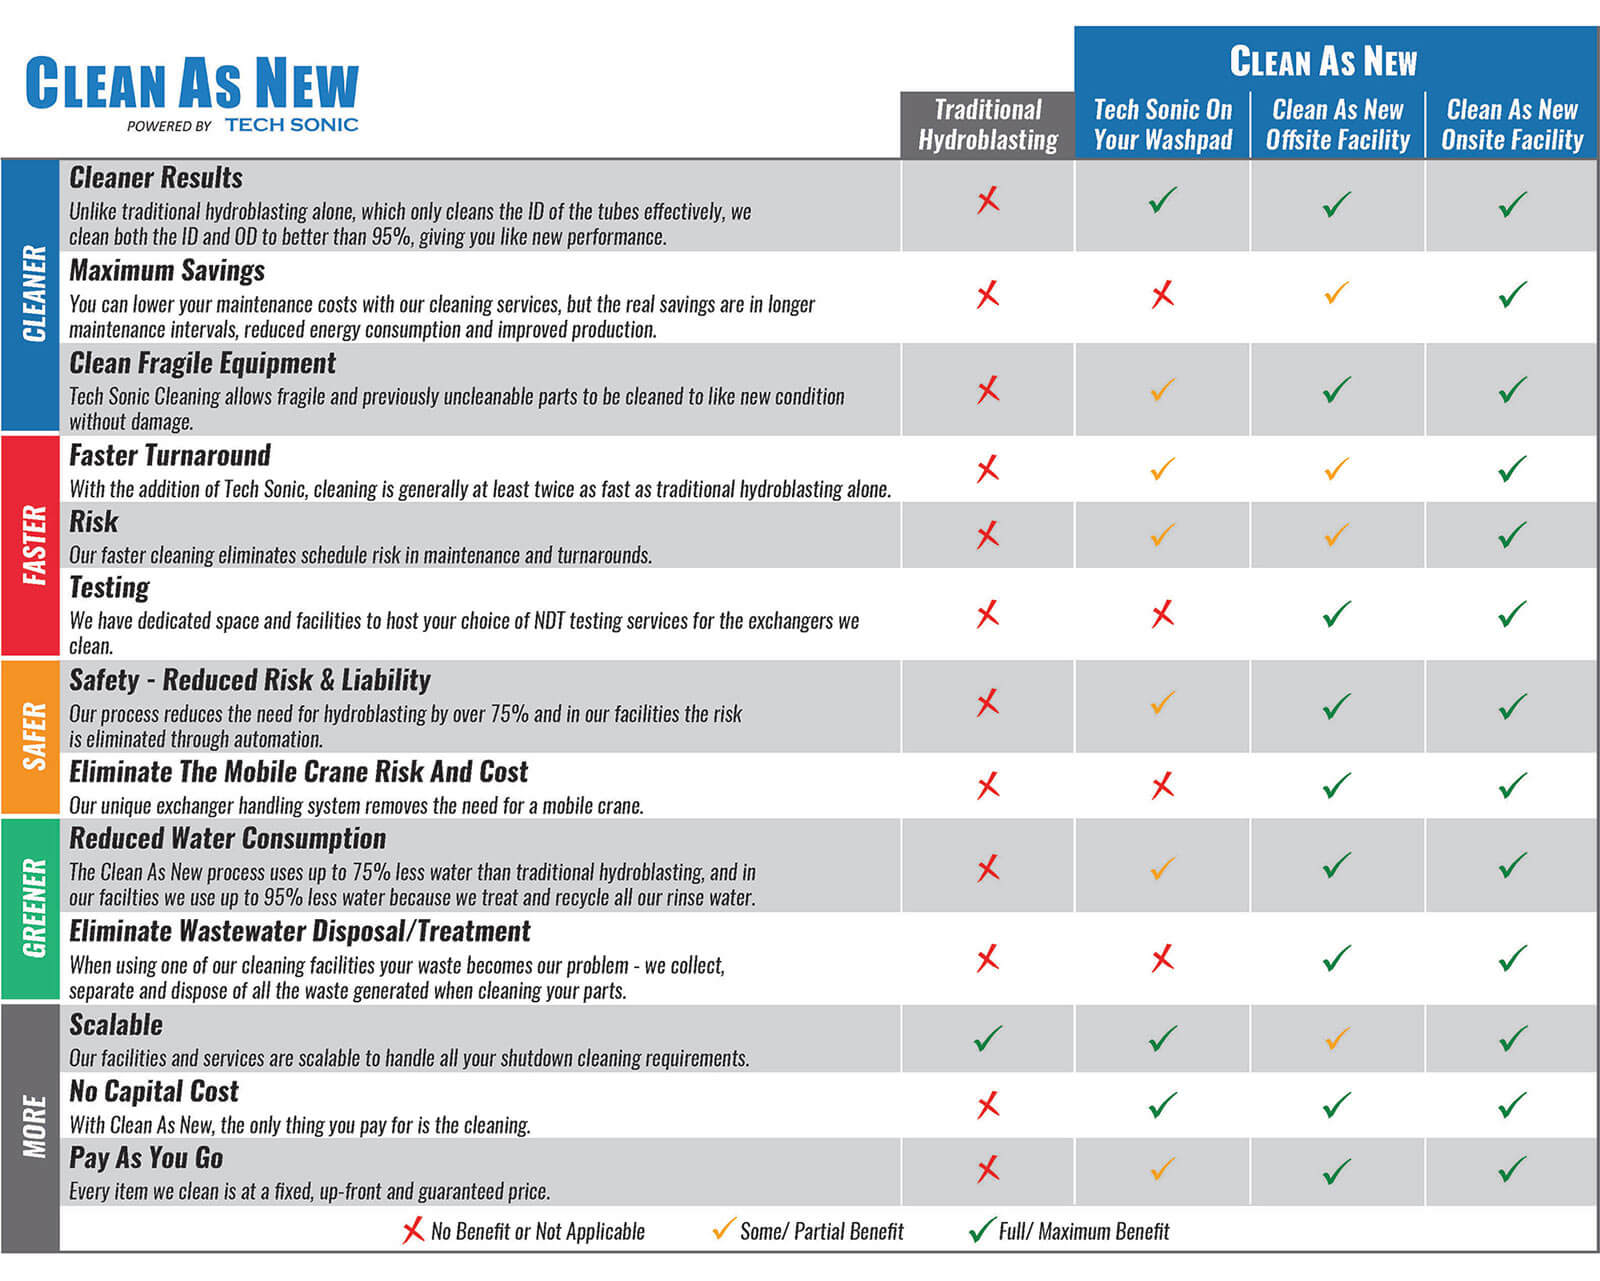 CLEAN AS NEW
POWERED BY TECH SONIC
CLEAN AS NEW
Traditional
Hydroblasting
Tech Sonic On
Your Washpad
Clean As New
Offsite Facility
Clean As New
Onsite Facility
CLEANER
Cleaner Results
Unlike traditional hydroblasting alone, which only cleans the ID of the tubes effectively, we
clean both the ID and OD to better than 95%, giving you like new performance.
Maximum Savings
You can lower your maintenance costs with our cleaning services, but the real savings are in longer
maintenance intervals, reduced energy consumption and improved production.
Clean Fragile Equipment
Tech Sonic Cleaning allows fragile and previously uncleanable parts to be cleaned to like new condition
without damage.
FASTER
Faster Turnaround
With the addition of Tech Sonic, cleaning is generally at least twice as fast as traditional hydroblasting alone.
Risk
Our faster cleaning eliminates schedule risk in maintenance and turnarounds.
Testing
We have dedicated space and facilities to host your choice of NDT testing services for the exchangers we
clean.
SAFER
Safety - Reduced Risk & Liability
Our process reduces the need for hydroblasting by over 75% and in our facilities the risk
is eliminated through automation.
Eliminate The Mobile Crane Risk And Cost
Our unique exchanger handling system removes the need for a mobile crane.
GREENER
Reduced Water Consumption
The Clean As New process uses up to 75% less water than traditional hydroblasting, and in
our facilties we use up to 95% less water because we treat and recycle all our rinse water.
Eliminate Wastewater Disposal/Treatment
When using one of our cleaning facilities your waste becomes our problem - we collect,
separate and dispose of all the waste generated when cleaning your parts.
MORE
Scalable
Our facilities and services are scalable to handle all your shutdown cleaning requirements.
No Capital Cost
With Clean As New, the only thing you pay for is the cleaning.
Pay As You Go
Every item we clean is at a fixed, up-front and guaranteed price.
No Benefit or Not Applicable
Some/ Partial Benefit
Full/ Maximum Benefit